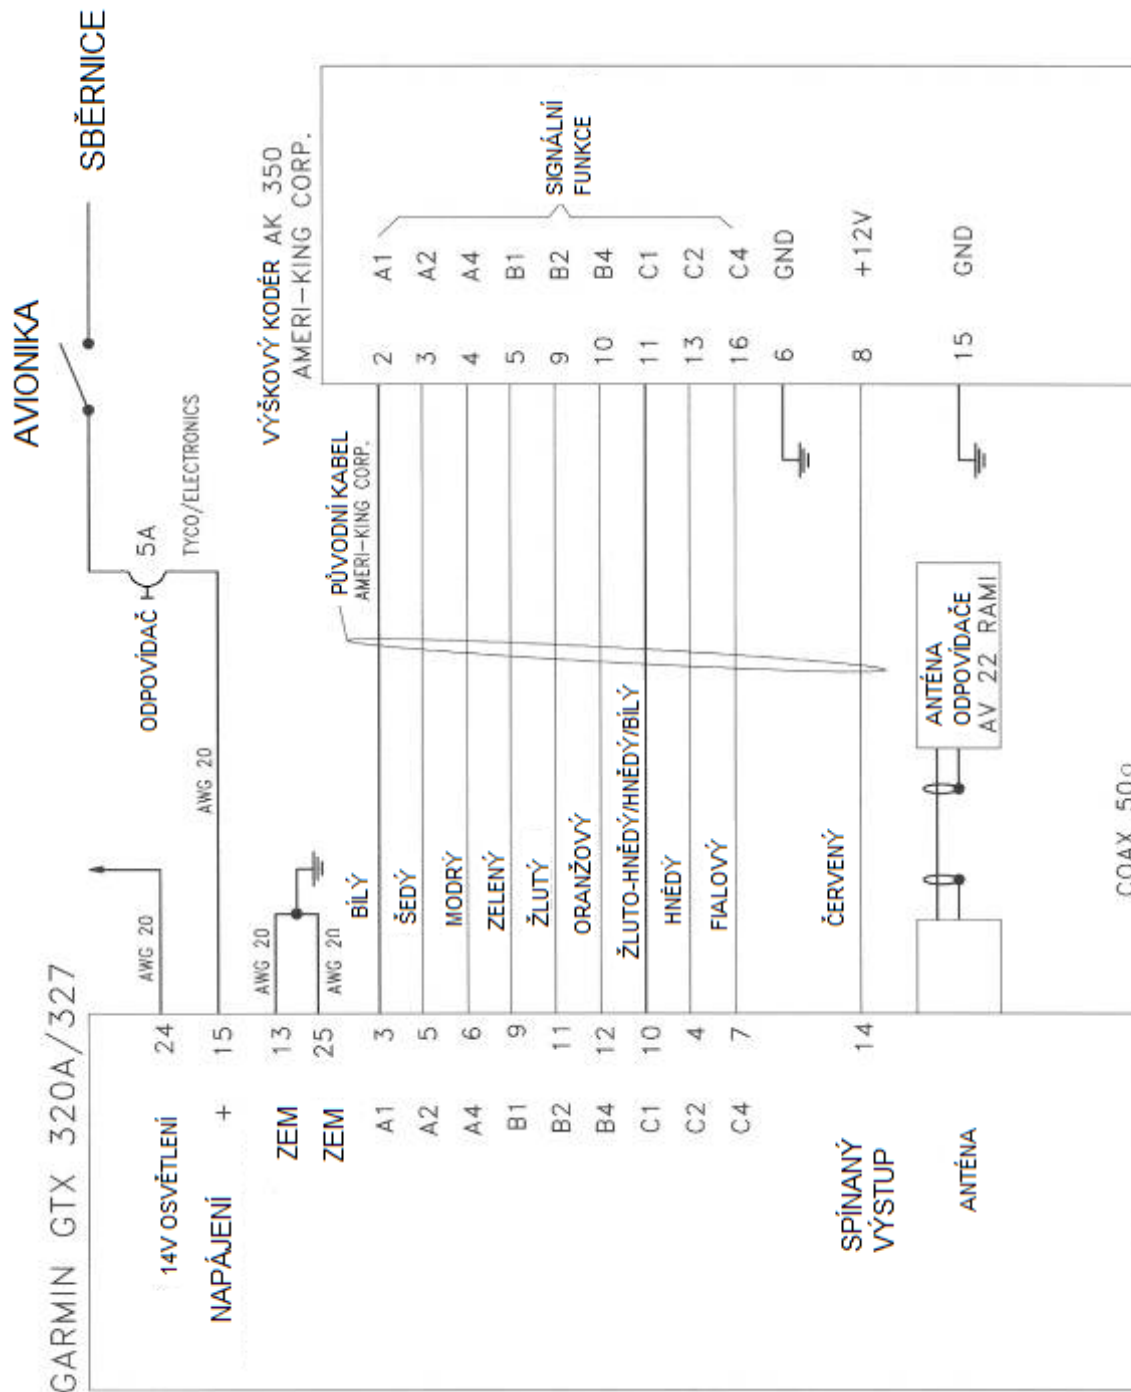 AVIONIKA
SBĚRNICE
ODPOVÍDAČ
5A
TYCO/ELECTRONICS
GARMIN GTX 320A/327
VÝŠKOVÝ KODÉR AK 350
AMERI-KING CORP.
PŮVODNÍ KABEL
AMERI-KING CORP.
14V OSVĚTLENÍ 24 AWG 20
NAPÁJENÍ + 15 AWG 20
ZEM 13 AWG 20
ZEM 25 AWG 20
A1 3 BÍLÝ 2 A1
A2 5 ŠEDÝ 3 A2
A4 6 MODRÝ 4 A4
B1 9 ZELENÝ 5 B1
B2 11 ŽLUTÝ 9 B2
B4 12 ORANŽOVÝ 10 B4
C1 10 ŽLUTO-HNĚDÝ/HNĚDÝ/BÍLÝ 11 C1
C2 4 HNĚDÝ 13 C2
C4 7 FIALOVÝ 16 C4
SIGNÁLNÍ
FUNKCE
6 GND
SPÍNANÝ
VÝSTUP
14 ČERVENÝ 8 +12V
15 GND
ANTÉNA
ANTÉNA
ODPOVÍDAČE
AV 22 RAMI
COAX